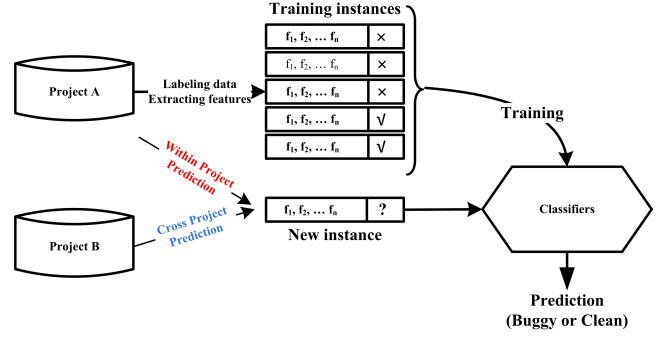 Training instances
f₁, f₂, … fₙ ×
f₁, f₂, … fₙ ×
f₁, f₂, … fₙ ×
f₁, f₂, … fₙ √
f₁, f₂, … fₙ √
Project A
Labeling data
Extracting features
Training
Within Project
Prediction
Cross Project
Prediction
Project B
f₁, f₂, … fₙ ?
New instance
Classifiers
Prediction
(Buggy or Clean)